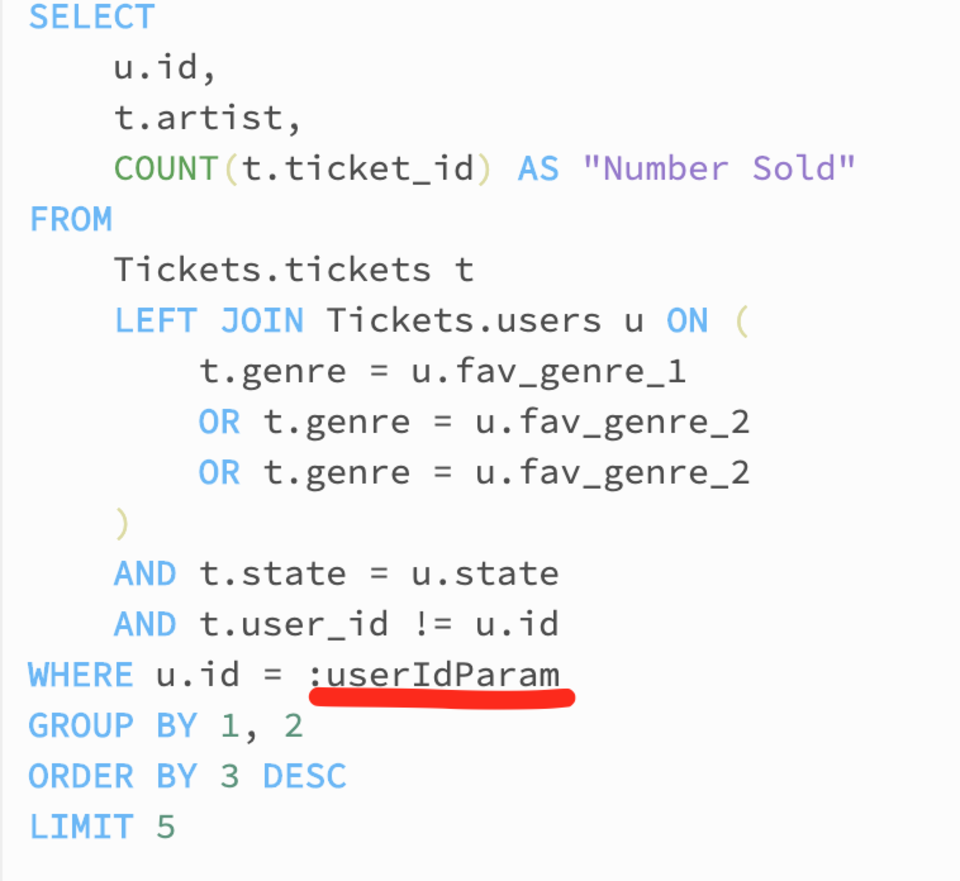 SELECT
u.id,
t.artist,
COUNT(t.ticket_id) AS "Number Sold"
FROM
Tickets.tickets t
LEFT JOIN Tickets.users u ON (
t.genre = u.fav_genre_1
OR t.genre = u.fav_genre_2
OR t.genre = u.fav_genre_2
)
AND t.state = u.state
AND t.user_id != u.id
WHERE u.id = :userIdParam
GROUP BY 1, 2
ORDER BY 3 DESC
LIMIT 5